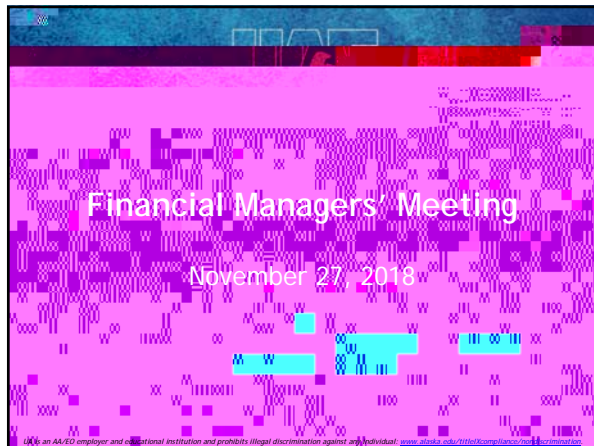 Financial Managers' Meeting
November 27, 2018
UA is an AA/EO employer and educational institution and prohibits illegal discrimination against any individual: www.alaska.edu/titleIXcompliance/nondiscrimination.